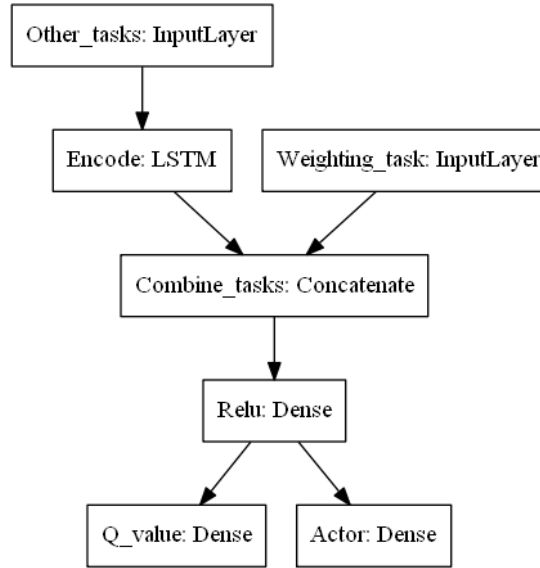 Other_tasks: InputLayer
Encode: LSTM
Weighting_task: InputLayer
Combine_tasks: Concatenate
Relu: Dense
Q_value: Dense
Actor: Dense